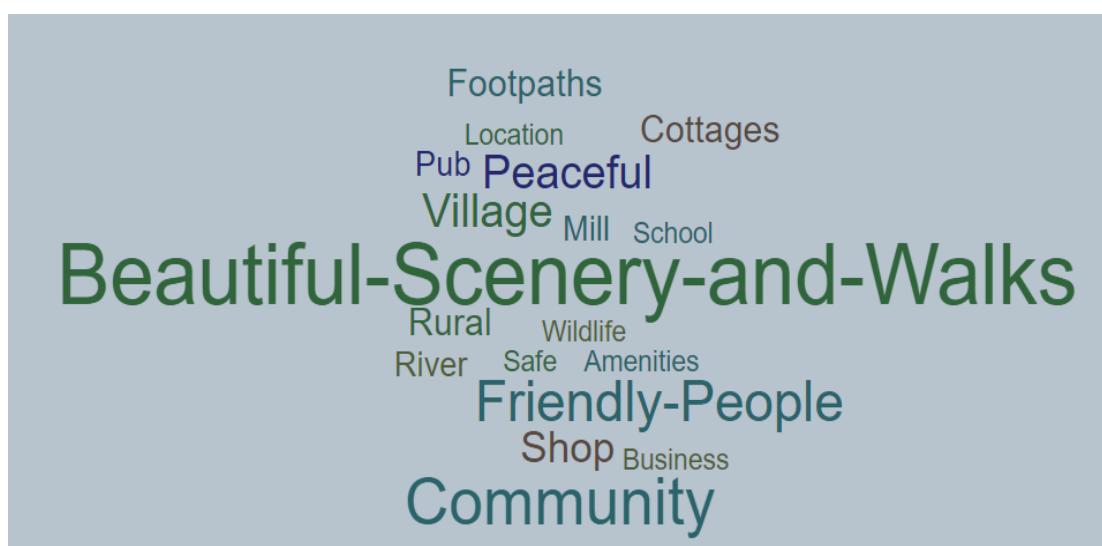 Footpaths
Location Cottages
Pub Peaceful
Village Mill School
Beautiful-Scenery-and-Walks
Rural Wildlife
River Safe Amenities
Friendly-People
Shop Business
Community